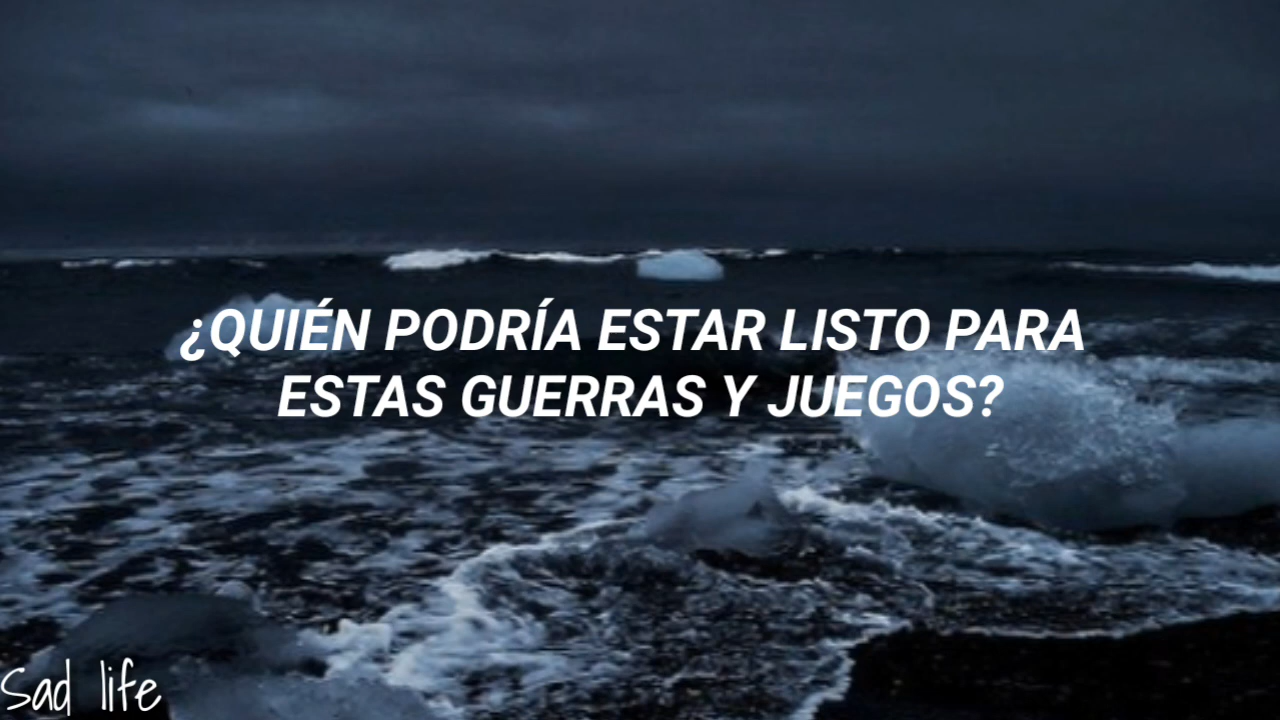 ¿QUIÉN PODRÍA ESTAR LISTO PARA
ESTAS GUERRAS Y JUEGOS?
Sad life